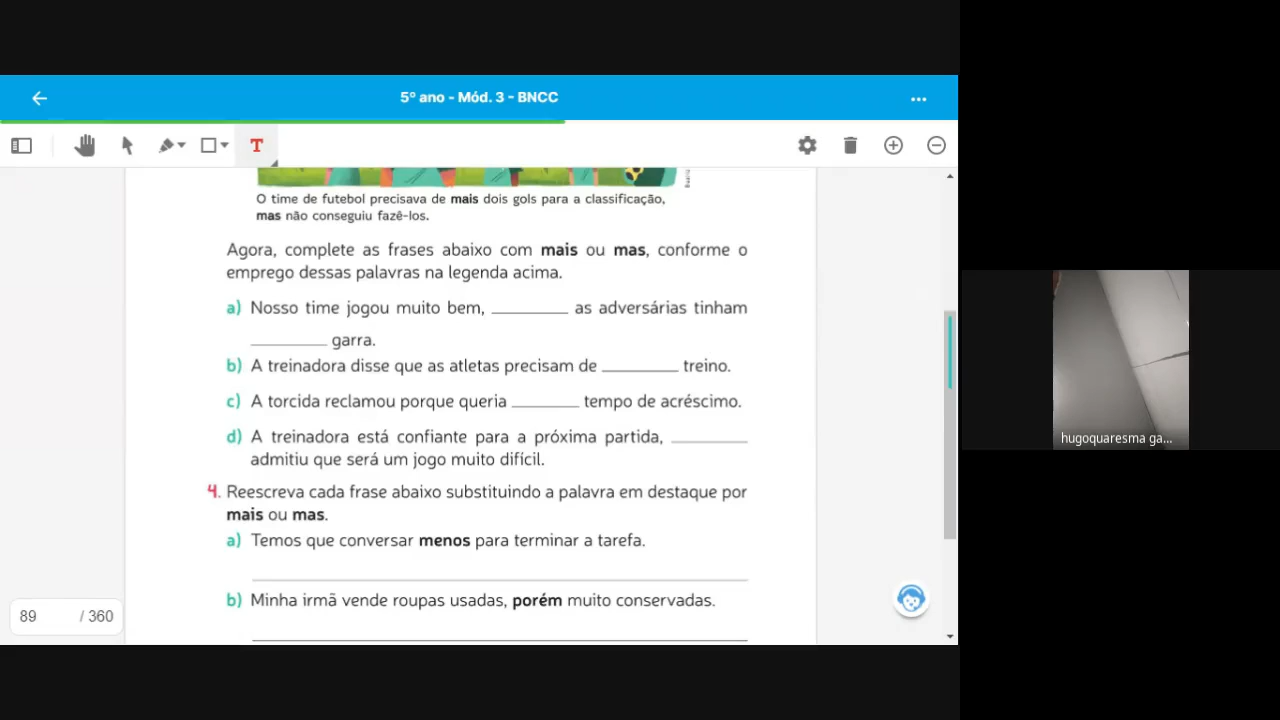 5º ano - Mód. 3 - BNCC
T
O time de futebol precisava de mais dois gols para a classificação,
mas não conseguiu fazê-los.
Agora, complete as frases abaixo com mais ou mas, conforme o
emprego dessas palavras na legenda acima.
a) Nosso time jogou muito bem, ________ as adversárias tinham
________ garra.
b) A treinadora disse que as atletas precisam de ________ treino.
c) A torcida reclamou porque queria ________ tempo de acréscimo.
d) A treinadora está confiante para a próxima partida, ________
admitiu que será um jogo muito difícil.
4. Reescreva cada frase abaixo substituindo a palavra em destaque por
mais ou mas.
a) Temos que conversar menos para terminar a tarefa.
b) Minha irmã vende roupas usadas, porém muito conservadas.
89 / 360
hugoquaresma ga...